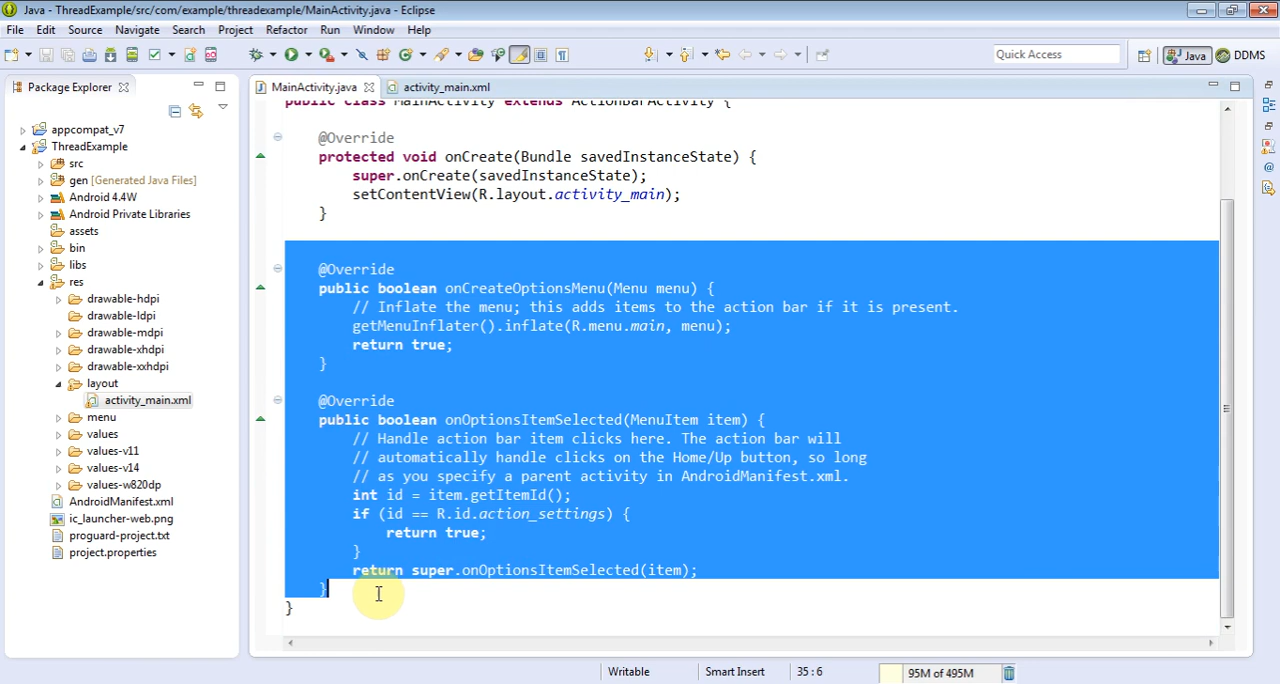 Java - ThreadExample/src/com/example/threadexample/MainActivity.java - Eclipse
File Edit Source Navigate Search Project Refactor Run Window Help
Quick Access
Java
DDMS
Package Explorer
MainActivity.java
activity_main.xml
appcompat_v7
ThreadExample
src
gen [Generated Java Files]
Android 4.4W
Android Private Libraries
assets
bin
libs
res
drawable-hdpi
drawable-ldpi
drawable-mdpi
drawable-xhdpi
drawable-xxhdpi
layout
activity_main.xml
menu
values
values-v11
values-v14
values-w820dp
AndroidManifest.xml
ic_launcher-web.png
proguard-project.txt
project.properties
public class MainActivity extends ActionBarActivity {
@Override
protected void onCreate(Bundle savedInstanceState) {
super.onCreate(savedInstanceState);
setContentView(R.layout.activity_main);
}
@Override
public boolean onCreateOptionsMenu(Menu menu) {
// Inflate the menu; this adds items to the action bar if it is present.
getMenuInflater().inflate(R.menu.main, menu);
return true;
}
@Override
public boolean onOptionsItemSelected(MenuItem item) {
// Handle action bar item clicks here. The action bar will
// automatically handle clicks on the Home/Up button, so long
// as you specify a parent activity in AndroidManifest.xml.
int id = item.getItemId();
if (id == R.id.action_settings) {
return true;
}
return super.onOptionsItemSelected(item);
}
}
Writable
Smart Insert
35 : 6
95M of 495M